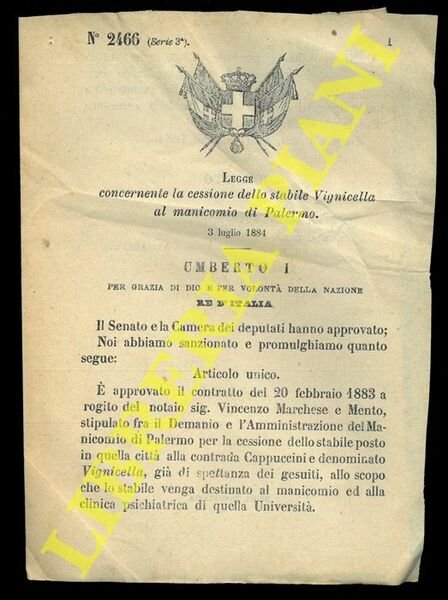 N° 2466 (Serie 3ª).
1
LEGGE
concernente la cessione dello stabile Vignicella
al manicomio di Palermo.
3 luglio 1884
UMBERTO I
PER GRAZIA DI DIO E PER VOLONTÀ DELLA NAZIONE
RE D'ITALIA
Il Senato e la Camera dei deputati hanno approvato;
Noi abbiamo sanzionato e promulghiamo quanto
segue:
Articolo unico.
È approvato il contratto del 20 febbraio 1883 a
rogito del notaio sig. Vincenzo Marchese e Mento,
stipulato fra il Demanio e l'Amministrazione del Ma-
nicomio di Palermo per la cessione dello stabile posto
in quella città alla contrada Cappuccini e denominato
Vignicella, già di spettanza dei gesuiti, allo scopo
che lo stabile venga destinato al manicomio ed alla
clinica psichiatrica di quella Università.
LIBRERIA PIANI